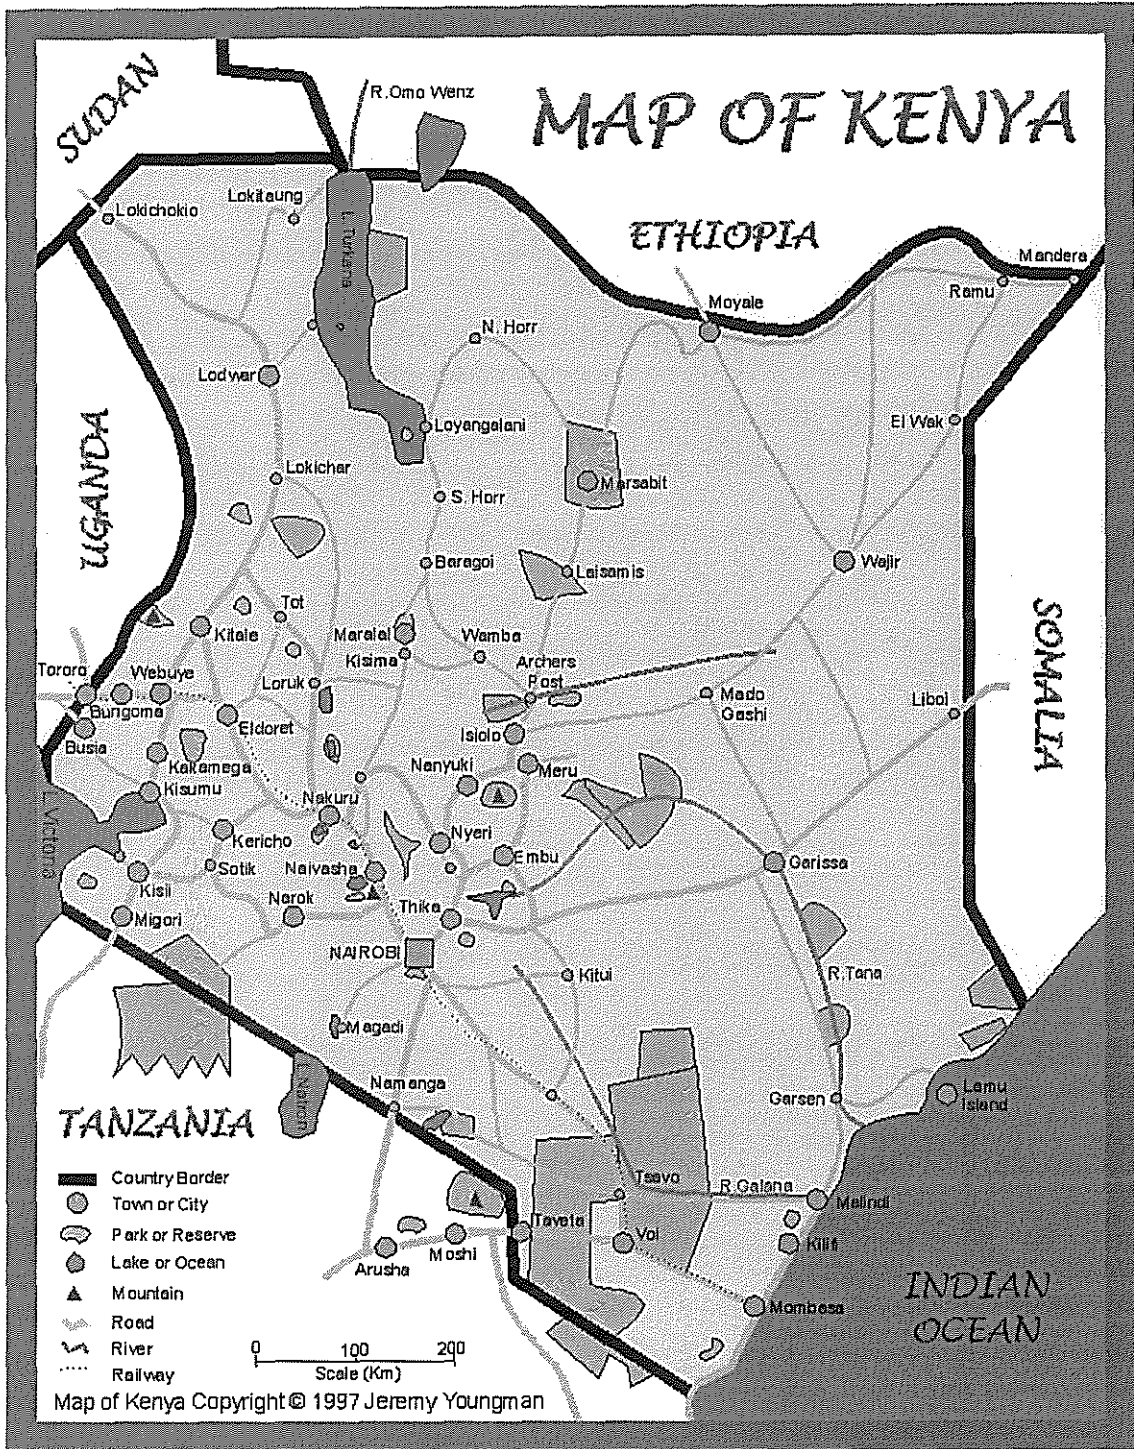 MAP OF KENYA
SUDAN
R.Omo Wenz
Lokitaung
Lokichokio
L. Turkana
ETHIOPIA
Mandera
Ramu
Moyale
N. Horr
Lodwar
El Wak
Loyangalani
UGANDA
Lokichar
Marsabit
S. Horr
Baragoi
Laisamis
Wajir
SOMALIA
Tot
Kitale
Maralal
Wamba
Kisima
Archers
Post
Tororo
Webuye
Loruk
Mado
Gashi
Liboi
Bungoma
Eldoret
Busia
Isiolo
Kakamega
Nanyuki
Meru
Kisumu
L. Victoria
Nakuru
Kericho
Nyeri
Sotik
Naivasha
Embu
Garissa
Kisii
Narok
Thika
Migori
NAIROBI
Kitui
R.Tana
Magadi
L. Natron
Namanga
Garsen
Lamu
Island
TANZANIA
Tsavo
R.Galana
Malindi
Taveta
Voi
Kilifi
Arusha
Moshi
Mombasa
INDIAN
OCEAN
Country Border
Town or City
Park or Reserve
Lake or Ocean
Mountain
Road
River
Railway
0 100 200
Scale (Km)
Map of Kenya Copyright © 1997 Jeremy Youngman